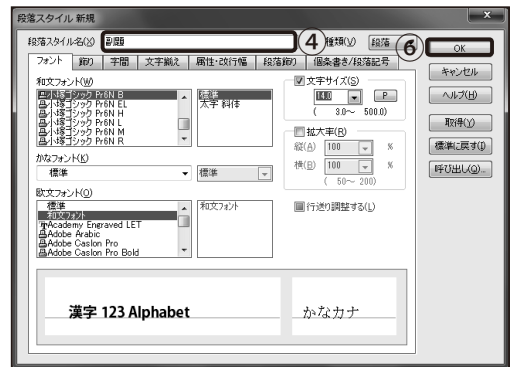 段落スタイル 新規
段落スタイル名(X) 副題 ④ 種類(V) 段落 ⑥ OK
フォント 飾り 字間 文字揃え 属性・改行幅 段落飾り 個条書き/段落記号
キャンセル
ヘルプ(H)
取得(Y)
標準に戻す(I)
呼び出し(Q)...
和文フォント(W)
小塚ゴシック Pr6N B
小塚ゴシック Pr6N EL
小塚ゴシック Pr6N H
小塚ゴシック Pr6N L
小塚ゴシック Pr6N M
小塚ゴシック Pr6N R
標準
太字 斜体
文字サイズ(S)
14.0 P
( 3.0～ 500.0)
拡大率(R)
縦(A) 100 %
横(B) 100 %
( 50～ 200)
行送り調整する(L)
かなフォント(K)
標準 標準
欧文フォント(O)
標準
和文フォント
Academy Engraved LET
Adobe Arabic
Adobe Caslon Pro
Adobe Caslon Pro Bold
和文フォント
漢字 123 Alphabet かなカナ